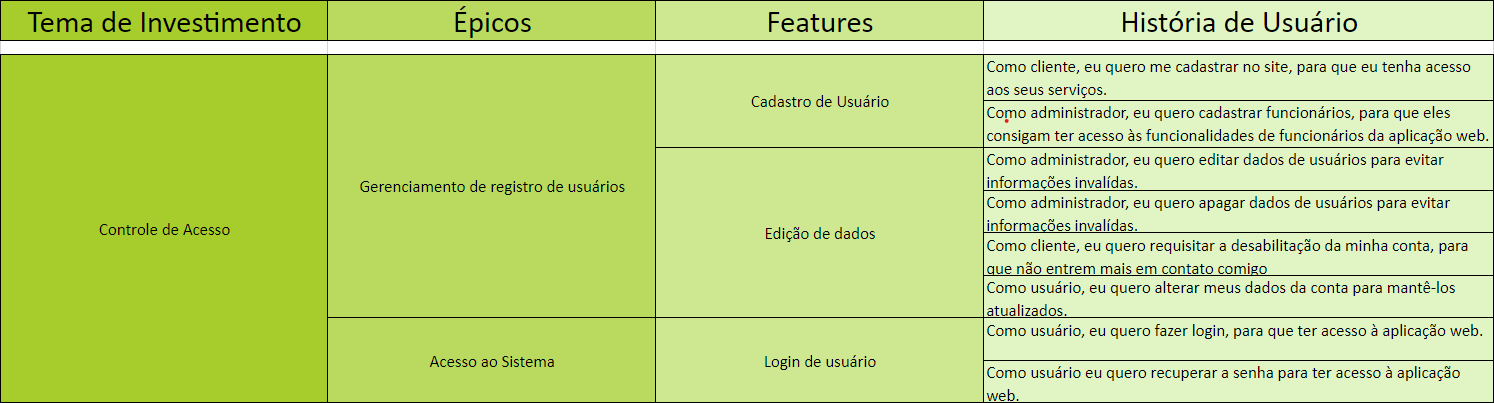 Tema de Investimento
Épicos
Features
História de Usuário
Controle de Acesso
Gerenciamento de registro de usuários
Cadastro de Usuário
Como cliente, eu quero me cadastrar no site, para que eu tenha acesso
aos seus serviços.
Como administrador, eu quero cadastrar funcionários, para que eles
consigam ter acesso às funcionalidades de funcionários da aplicação web.
Edição de dados
Como administrador, eu quero editar dados de usuários para evitar
informações invalídas.
Como administrador, eu quero apagar dados de usuários para evitar
informações invalídas.
Como cliente, eu quero requisitar a desabilitação da minha conta, para
que não entrem mais em contato comigo
Como usuário, eu quero alterar meus dados da conta para mantê-los
atualizados.
Acesso ao Sistema
Login de usuário
Como usuário, eu quero fazer login, para que ter acesso à aplicação web.
Como usuário eu quero recuperar a senha para ter acesso à aplicação
web.